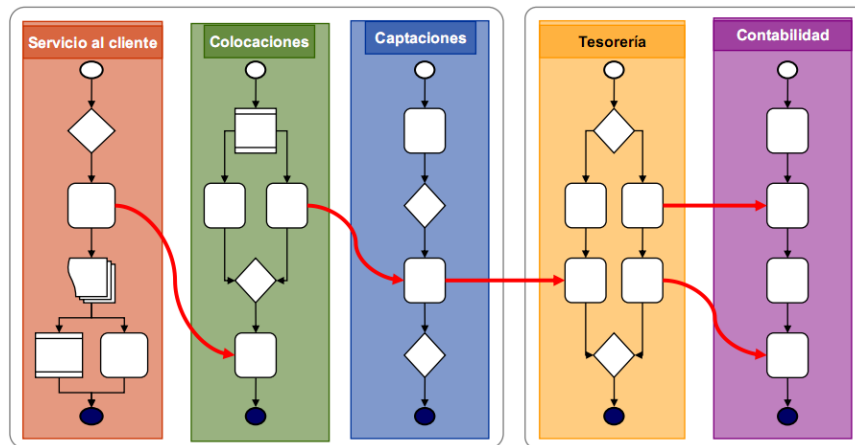 Servicio al cliente
Colocaciones
Captaciones
Tesorería
Contabilidad